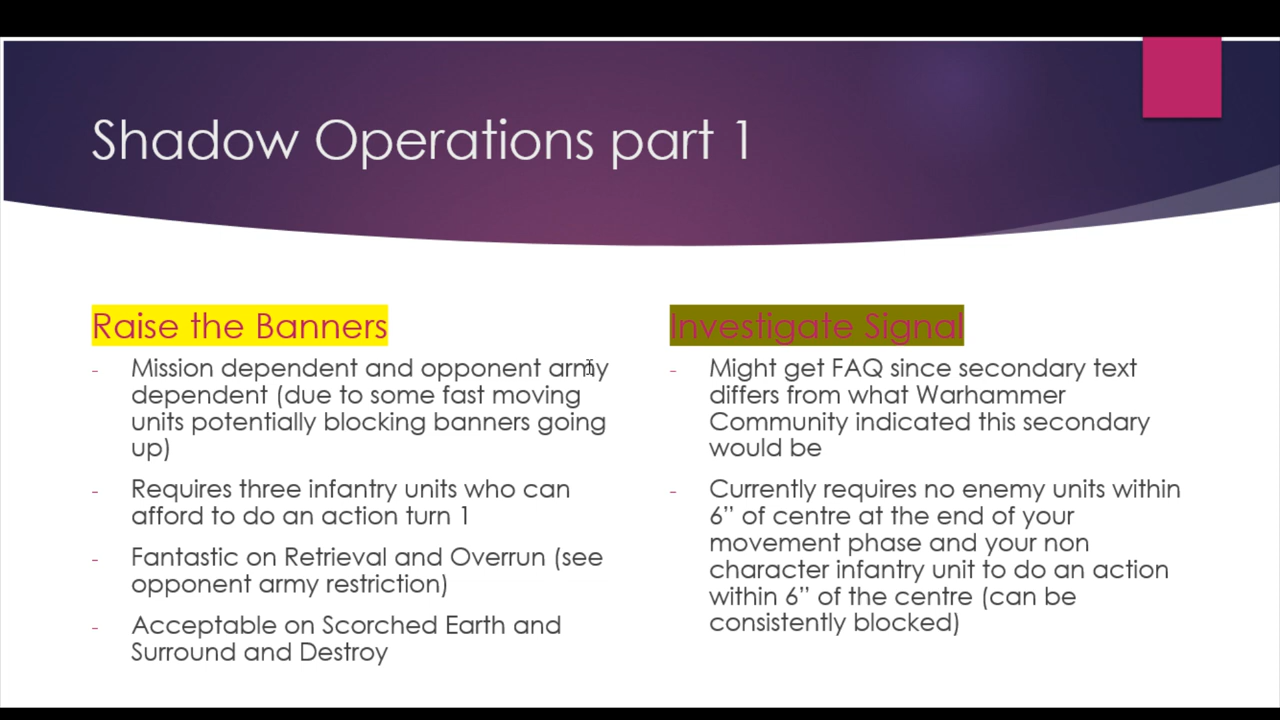 Shadow Operations part 1
Raise the Banners
- Mission dependent and opponent army
dependent (due to some fast moving
units potentially blocking banners going
up)
- Requires three infantry units who can
afford to do an action turn 1
- Fantastic on Retrieval and Overrun (see
opponent army restriction)
- Acceptable on Scorched Earth and
Surround and Destroy
Investigate Signal
- Might get FAQ since secondary text
differs from what Warhammer
Community indicated this secondary
would be
- Currently requires no enemy units within
6” of centre at the end of your
movement phase and your non
character infantry unit to do an action
within 6” of the centre (can be
consistently blocked)